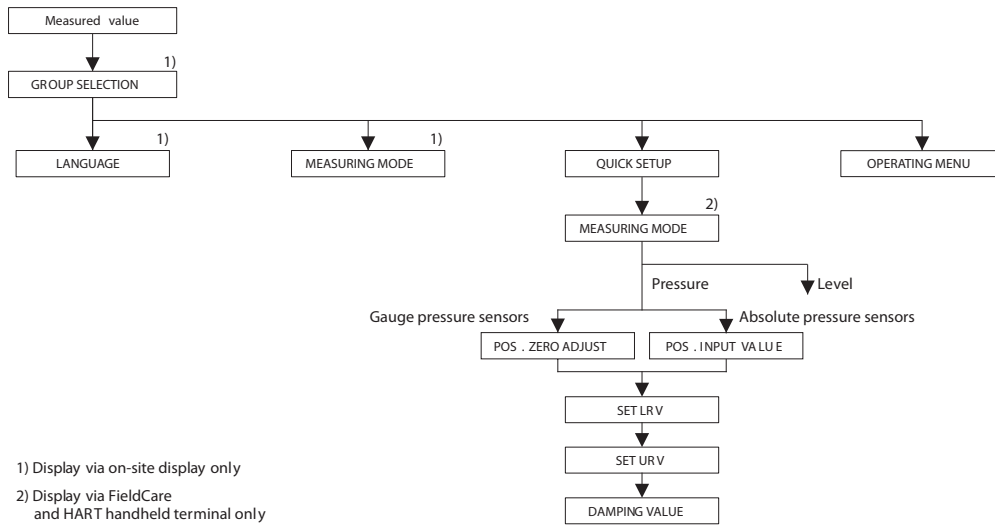 Measured value
1)
GROUP SELECTION
1)
1)
LANGUAGE
MEASURING MODE
QUICK SETUP
OPERATING MENU
2)
MEASURING MODE
Pressure
Level
Gauge pressure sensors
Absolute pressure sensors
POS . ZERO ADJUST
POS . INPUT VALUE
SET LRV
SET URV
DAMPING VALUE
1) Display via on-site display only
2) Display via FieldCare
and HART handheld terminal only